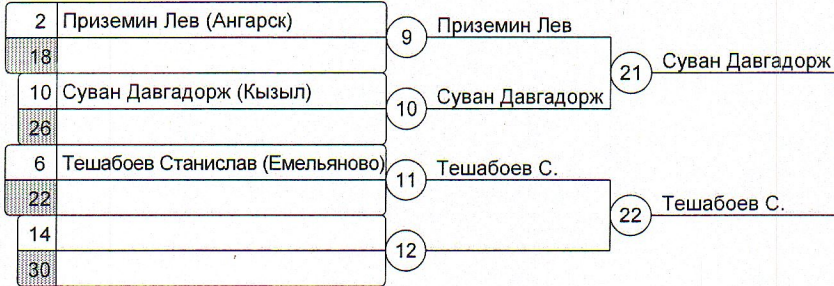 2 Приземин Лев (Ангарск)
18
9 Приземин Лев
10 Суван Давгадорж (Кызыл)
26
10 Суван Давгадорж
21 Суван Давгадорж
6 Тешабоев Станислав (Емельяново)
22
11 Тешабоев С.
14
30
12
22 Тешабоев С.